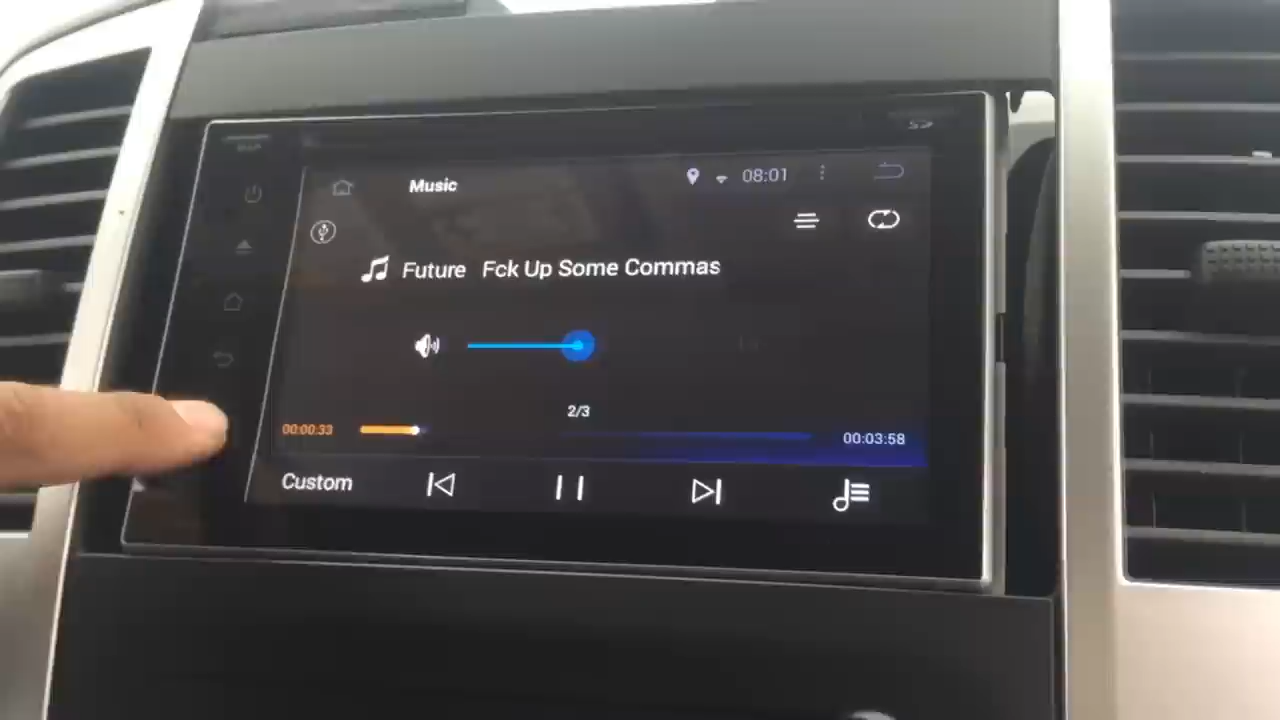 Music
08:01
Future Fck Up Some Commas
2/3
00:00:33
00:03:58
Custom